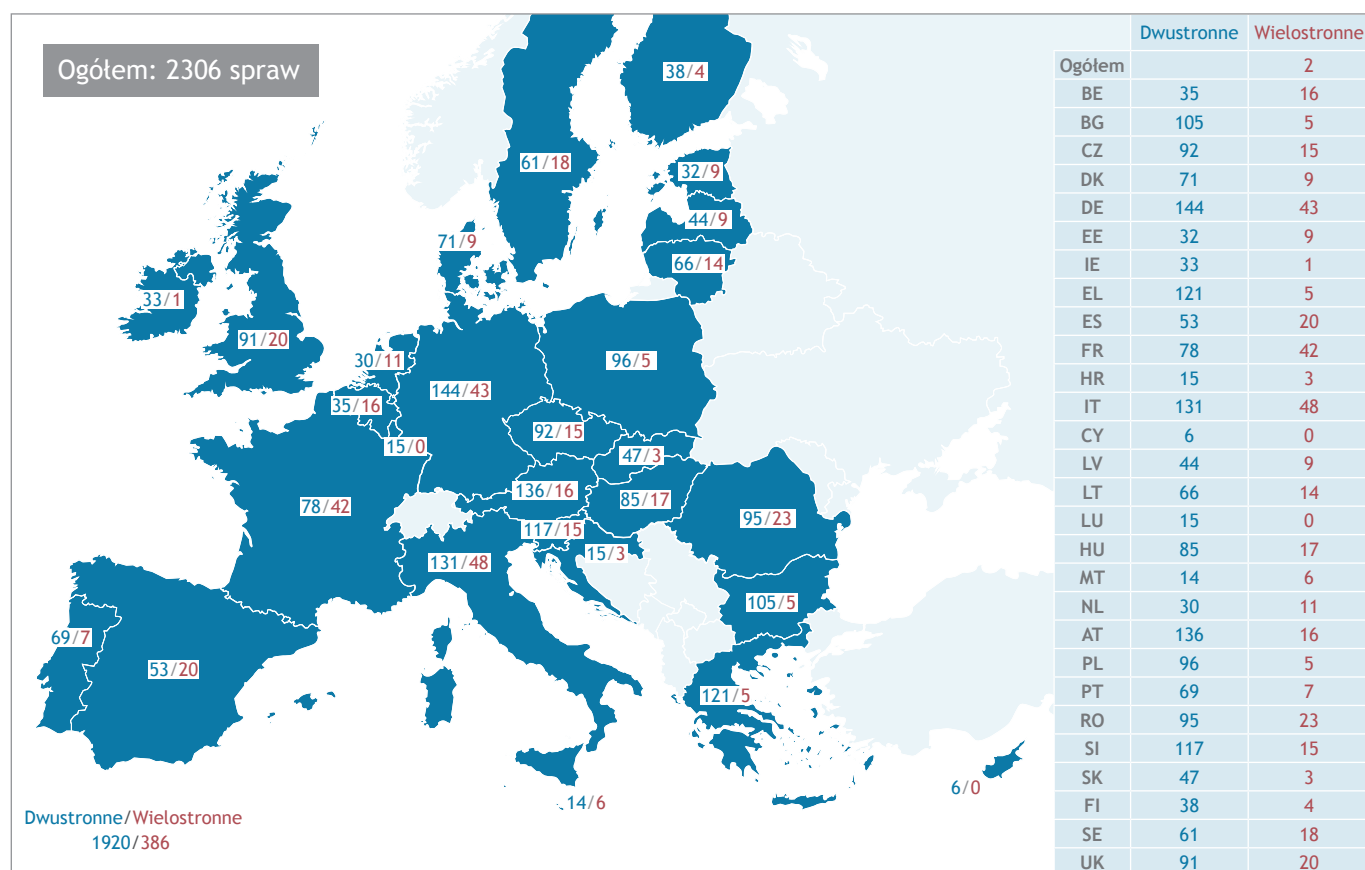 Ogółem: 2306 spraw
38/4
61/18
32/9
44/9
71/9
66/14
33/1
91/20
30/11
96/5
144/43
35/16
92/15
15/0
47/3
136/16
85/17
78/42
95/23
117/15
15/3
131/48
105/5
69/7
53/20
121/5
6/0
14/6
Dwustronne/Wielostronne
1920/386
Dwustronne Wielostronne
Ogółem 2
BE 35 16
BG 105 5
CZ 92 15
DK 71 9
DE 144 43
EE 32 9
IE 33 1
EL 121 5
ES 53 20
FR 78 42
HR 15 3
IT 131 48
CY 6 0
LV 44 9
LT 66 14
LU 15 0
HU 85 17
MT 14 6
NL 30 11
AT 136 16
PL 96 5
PT 69 7
RO 95 23
SI 117 15
SK 47 3
FI 38 4
SE 61 18
UK 91 20